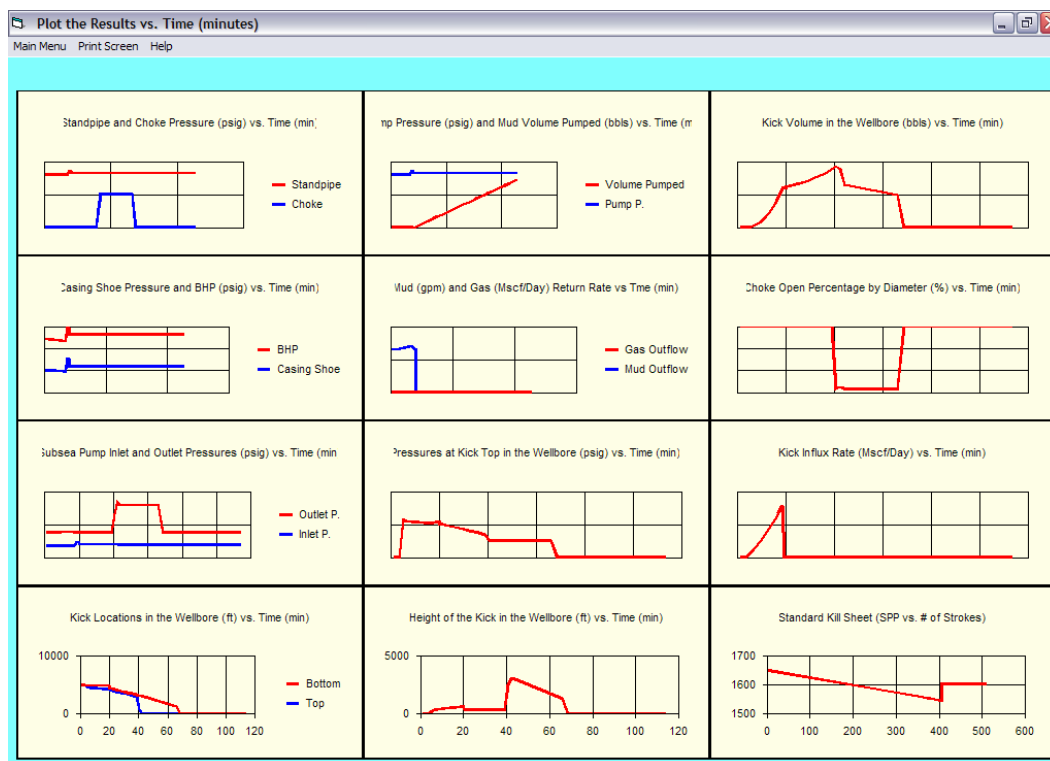 Plot the Results vs. Time (minutes)
Main Menu Print Screen Help
Standpipe and Choke Pressure (psig) vs. Time (min)
Standpipe
Choke
mp Pressure (psig) and Mud Volume Pumped (bbls) vs. Time (m
Volume Pumped
Pump P.
Kick Volume in the Wellbore (bbls) vs. Time (min)
Casing Shoe Pressure and BHP (psig) vs. Time (min)
BHP
Casing Shoe
Mud (gpm) and Gas (Mscf/Day) Return Rate vs Tme (min)
Gas Outflow
Mud Outflow
Choke Open Percentage by Diameter (%) vs. Time (min)
Subsea Pump Inlet and Outlet Pressures (psig) vs. Time (min
Outlet P.
Inlet P.
0 20 40 60 80 100 120
Pressures at Kick Top in the Wellbore (psig) vs. Time (min)
Kick Influx Rate (Mscf/Day) vs. Time (min)
Kick Locations in the Wellbore (ft) vs. Time (min)
10000
0
Bottom
Top
0 20 40 60 80 100 120
Height of the Kick in the Wellbore (ft) vs. Time (min)
5000
0
0 20 40 60 80 100 120
Standard Kill Sheet (SPP vs. # of Strokes)
1700
1600
1500
0 100 200 300 400 500 600